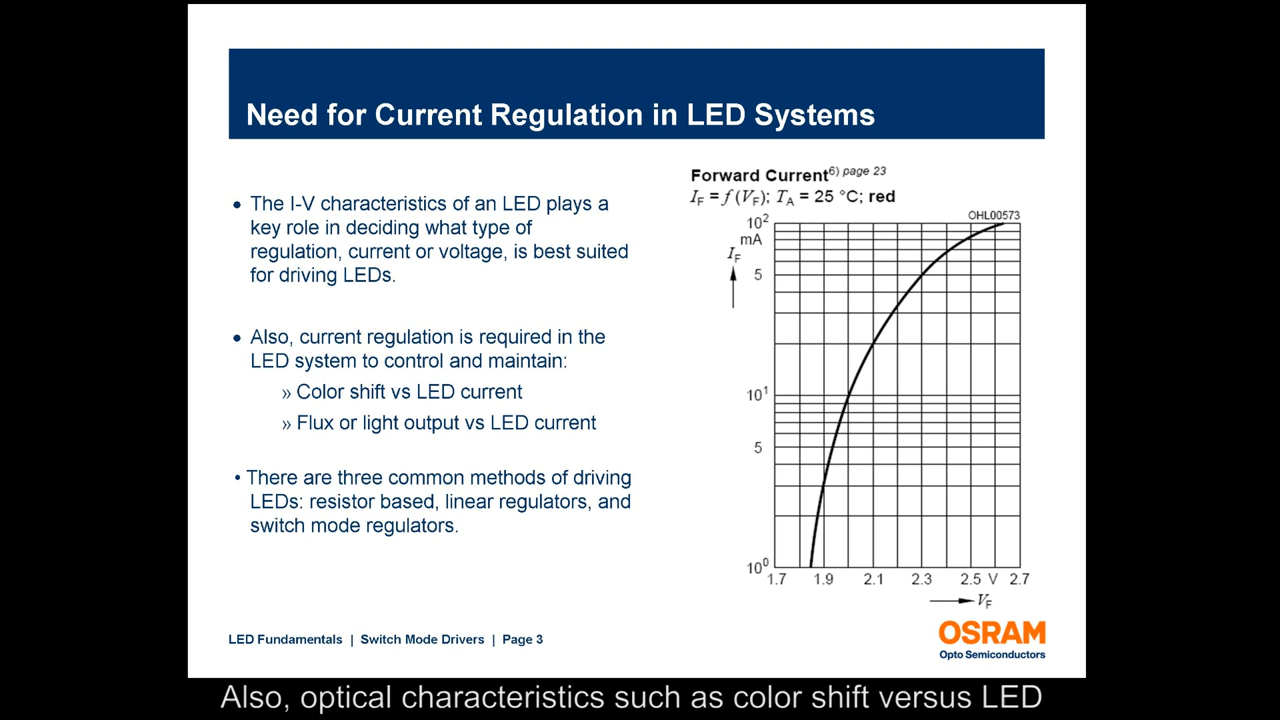 Need for Current Regulation in LED Systems
• The I-V characteristics of an LED plays a
key role in deciding what type of
regulation, current or voltage, is best suited
for driving LEDs.
• Also, current regulation is required in the
LED system to control and maintain:
» Color shift vs LED current
» Flux or light output vs LED current
• There are three common methods of driving
LEDs: resistor based, linear regulators, and
switch mode regulators.
Forward Current⁶⁾ page 23
I_F = f (V_F); T_A = 25 °C; red
OHL00573
10²
mA
I_F
5
10¹
5
10⁰
1.7 1.9 2.1 2.3 2.5 V 2.7
V_F
LED Fundamentals | Switch Mode Drivers | Page 3
OSRAM
Opto Semiconductors
Also, optical characteristics such as color shift versus LED